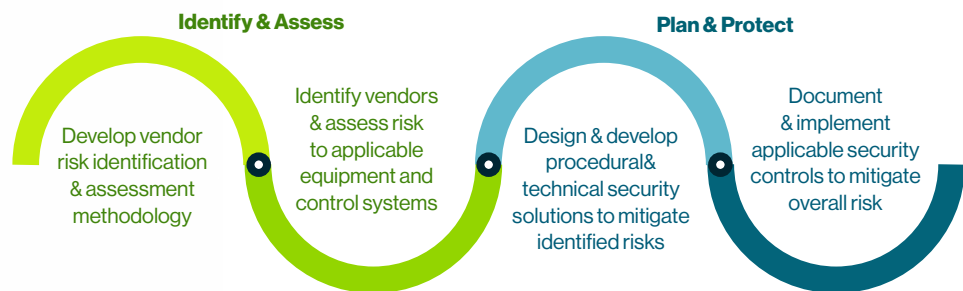 Identify & Assess
Develop vendor
risk identification
& assessment
methodology
Identify vendors
& assess risk
to applicable
equipment and
control systems
Plan & Protect
Design & develop
procedural&
technical security
solutions to mitigate
identified risks
Document
& implement
applicable security
controls to mitigate
overall risk